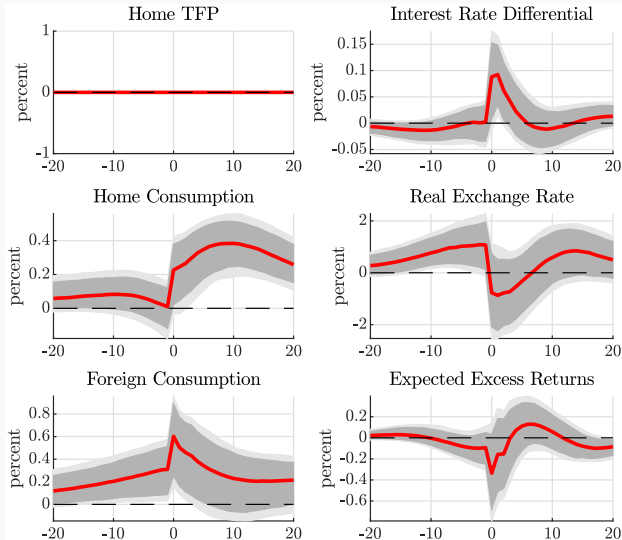 Home TFP
1
0
-1
percent
-20 -10 0 10 20
Interest Rate Differential
0.15
0.10
0.05
0
-0.05
percent
-20 -10 0 10 20
Home Consumption
0.4
0.2
0
percent
-20 -10 0 10 20
Real Exchange Rate
2
0
-2
percent
-20 -10 0 10 20
Foreign Consumption
0.8
0.6
0.4
0.2
0
percent
-20 -10 0 10 20
Expected Excess Returns
0.2
0
-0.2
-0.4
-0.6
percent
-20 -10 0 10 20